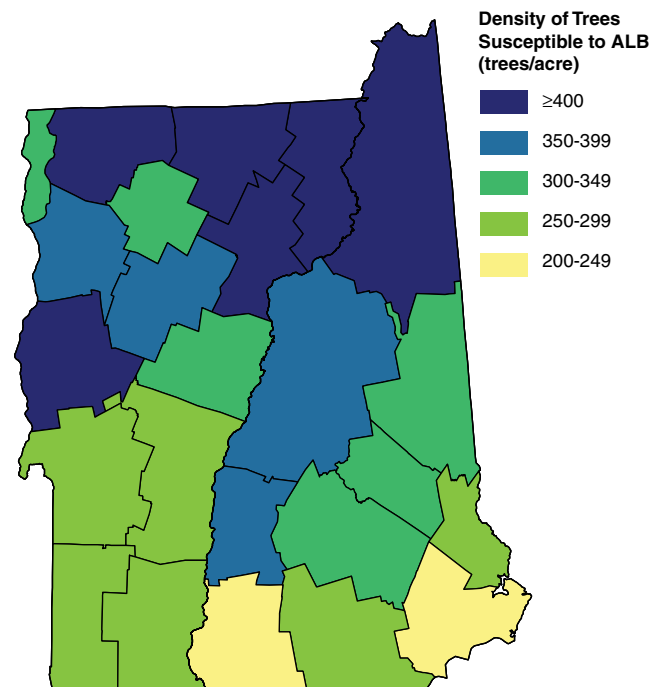 Density of Trees
Susceptible to ALB
(trees/acre)
≥400
350-399
300-349
250-299
200-249